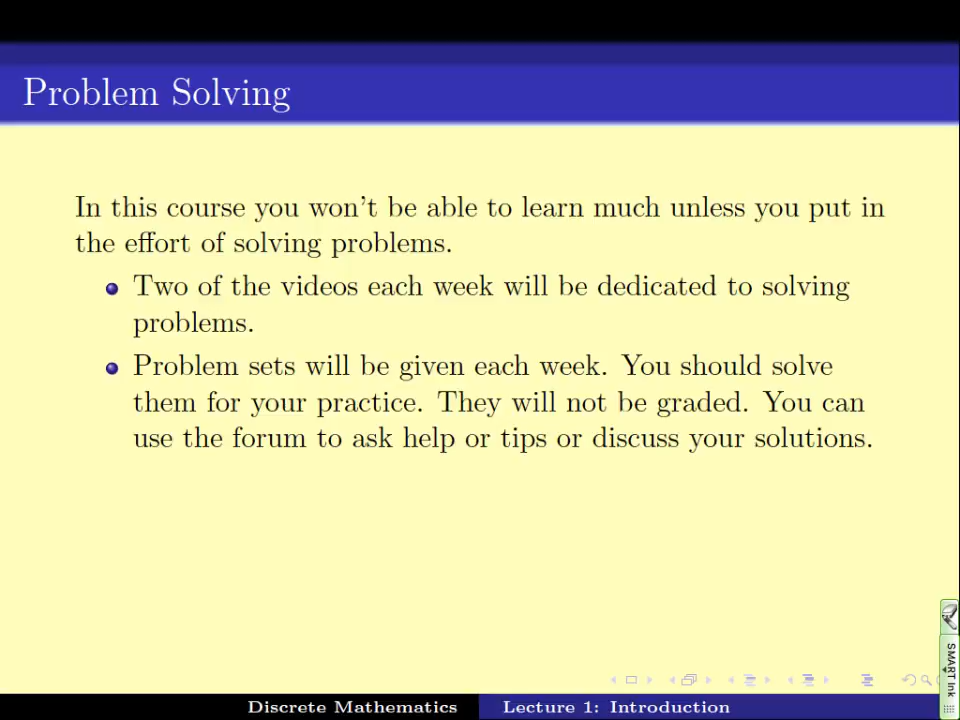 Problem Solving
In this course you won't be able to learn much unless you put in
the effort of solving problems.
Two of the videos each week will be dedicated to solving
problems.
Problem sets will be given each week. You should solve
them for your practice. They will not be graded. You can
use the forum to ask help or tips or discuss your solutions.
SMART Ink
Discrete Mathematics Lecture 1: Introduction